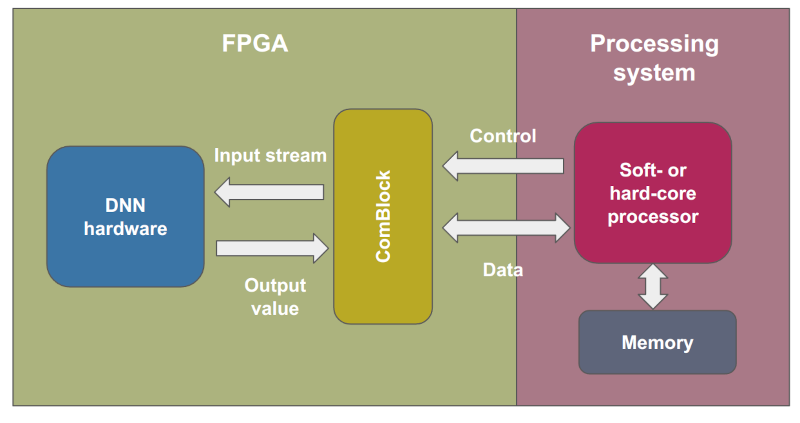 FPGA
Processing
system
Control
Input stream
Soft- or
hard-core
processor
DNN
hardware
ComBlock
Data
Output
value
Memory